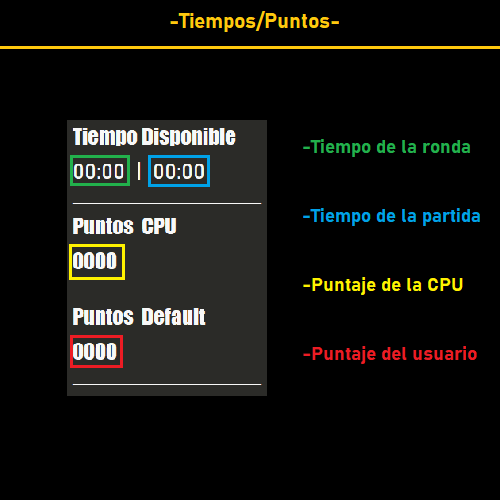 -Tiempos/Puntos-
Tiempo Disponible
00:00 | 00:00
Puntos CPU
0000
Puntos Default
0000
-Tiempo de la ronda
-Tiempo de la partida
-Puntaje de la CPU
-Puntaje del usuario